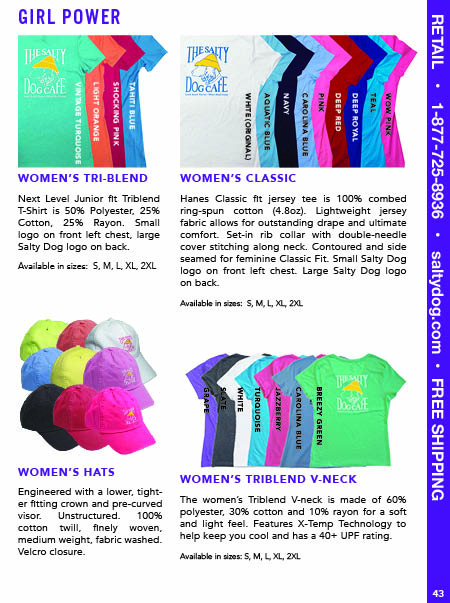 GIRL POWER
THE SALTY
DOG CAFE
VINTAGE TURQUOISE
LIGHT ORANGE
SHOCKING PINK
TAHITI BLUE
THE SALTY
DOG CAFE
WHITE (ORIGINAL)
AQUATIC BLUE
NAVY
CAROLINA BLUE
PINK
DEEP RED
DEEP ROYAL
TEAL
WOW PINK
WOMEN'S TRI-BLEND
Next Level Junior fit Triblend
T-Shirt is 50% Polyester, 25%
Cotton, 25% Rayon. Small
logo on front left chest, large
Salty Dog logo on back.
Available in sizes: S, M, L, XL, 2XL
WOMEN'S CLASSIC
Hanes Classic fit jersey tee is 100% combed
ring-spun cotton (4.8oz). Lightweight jersey
fabric allows for outstanding drape and ultimate
comfort. Set-in rib collar with double-needle
cover stitching along neck. Contoured and side
seamed for feminine Classic Fit. Small Salty Dog
logo on front left chest. Large Salty Dog logo
on back.
Available in sizes: S, M, L, XL, 2XL
WOMEN'S HATS
Engineered with a lower, tight-
er fitting crown and pre-curved
visor. Unstructured. 100%
cotton twill, finely woven,
medium weight, fabric washed.
Velcro closure.
GRAPE
SLATE
WHITE
TURQUOISE
JAZZBERRY
CAROLINA BLUE
BREEZY GREEN
THE SALTY
DOG CAFE
WOMEN'S TRIBLEND V-NECK
The women's Triblend V-neck is made of 60%
polyester, 30% cotton and 10% rayon for a soft
and light feel. Features X-Temp Technology to
help keep you cool and has a 40+ UPF rating.
Available in sizes: S, M, L, XL, 2XL
RETAIL • 1-877-725-8936 • saltydog.com • FREE SHIPPING
43